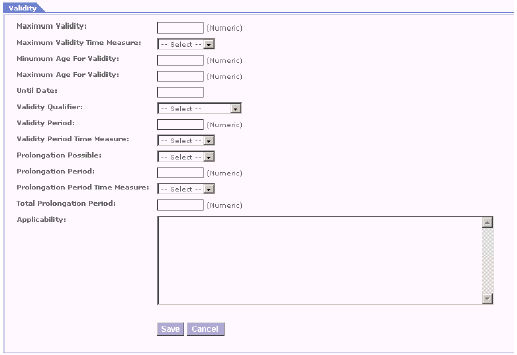 Validity
Maximum Validity: (Numeric)
Maximum Validity Time Measure: -- Select --
Minumum Age For Validity: (Numeric)
Maximum Age For Validity: (Numeric)
Until Date:
Validity Qualifier: -- Select --
Validity Period: (Numeric)
Validity Period Time Measure: -- Select --
Prolongation Possible: -- Select --
Prolongation Period: (Numeric)
Prolongation Period Time Measure: -- Select --
Total Prolongation Period: (Numeric)
Applicability:
Save Cancel